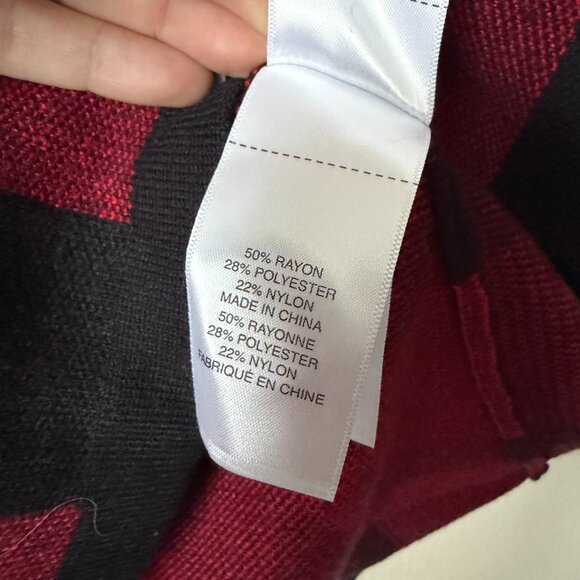 50% RAYON
28% POLYESTER
22% NYLON
MADE IN CHINA
50% RAYONNE
28% POLYESTER
22% NYLON
FABRIQUÉ EN CHINE